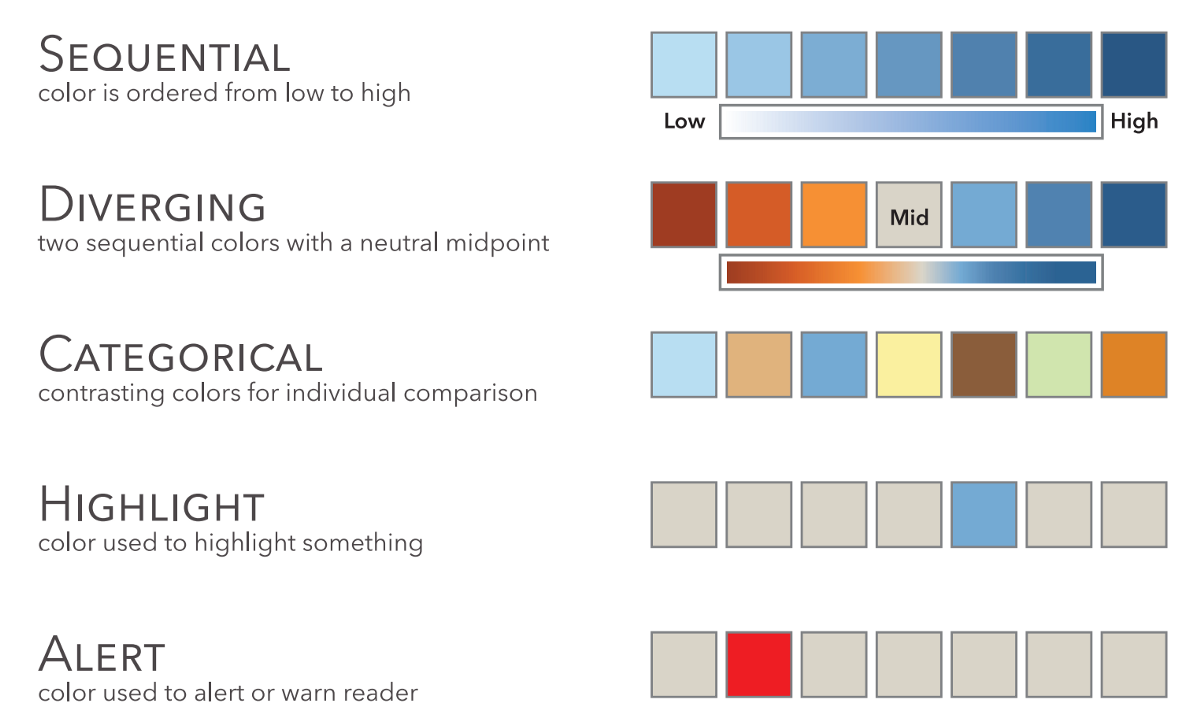 SEQUENTIAL
color is ordered from low to high
Low High
DIVERGING
two sequential colors with a neutral midpoint
Mid
CATEGORICAL
contrasting colors for individual comparison
HIGHLIGHT
color used to highlight something
ALERT
color used to alert or warn reader